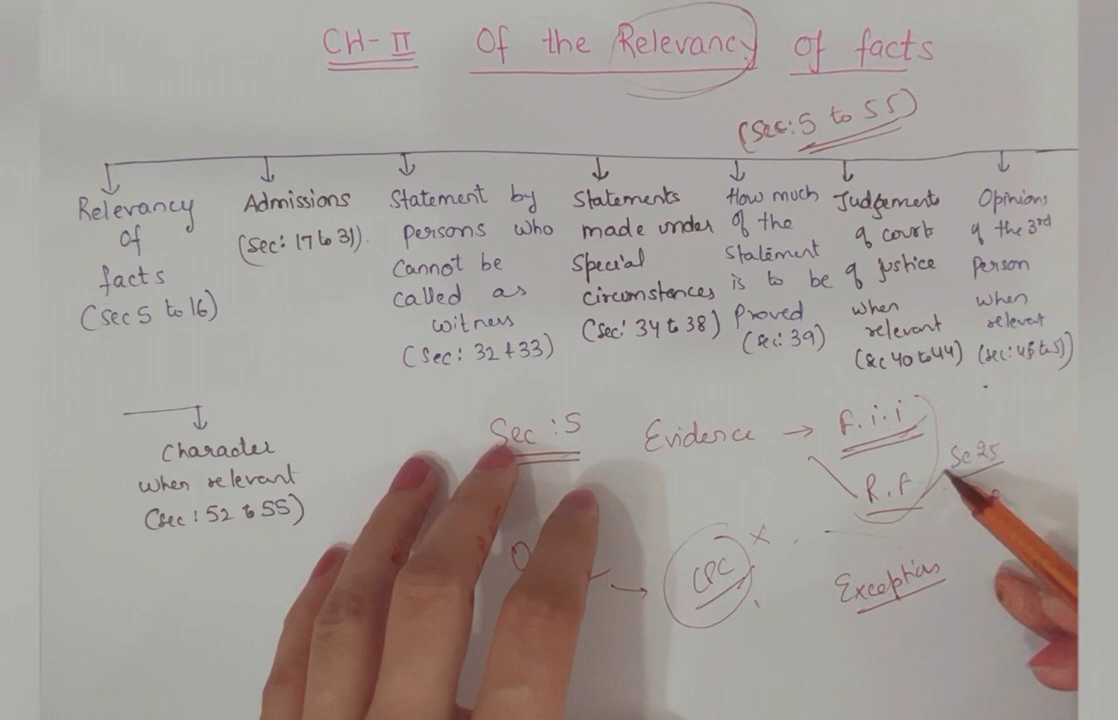 CH-II Of the Relevancy of facts
(Sec: 5 to 55)
Relevancy
of
facts
(Sec 5 to 16)
Admissions
(Sec: 17 to 31).
Statement by
persons who
Cannot be
Called as
witness
(Sec: 32 + 33)
Statements
made under
Special
circumstances
(Sec: 34 to 38)
How much
of the
Statement
is to be
Proved
(Sec: 39)
Judgements
of courts
of Justice
when
relevant
(Sec 40 to 44)
Opinions
of the 3rd
Person
when
relevant
(Sec: 45 to 51)
Character
when relevant
(Sec: 52 to 55)
Sec: 5
Evidence → F.i.i
R.F
CPC x
Exception